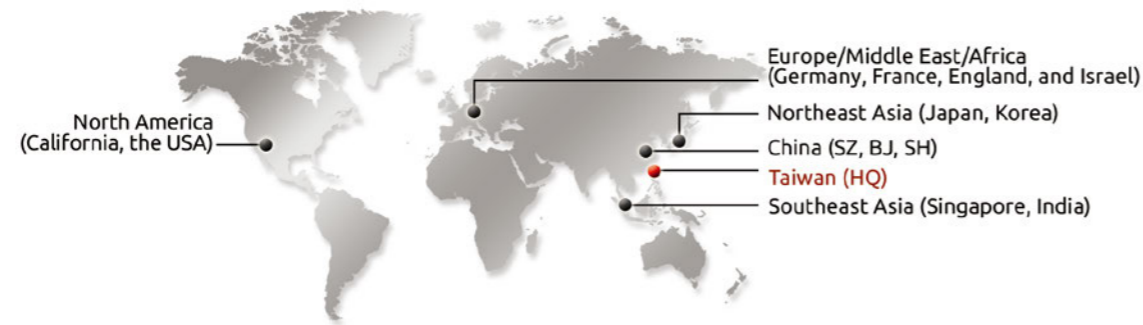 Europe/Middle East/Africa
(Germany, France, England, and Israel)
North America
(California, the USA)
Northeast Asia (Japan, Korea)
China (SZ, BJ, SH)
Taiwan (HQ)
Southeast Asia (Singapore, India)